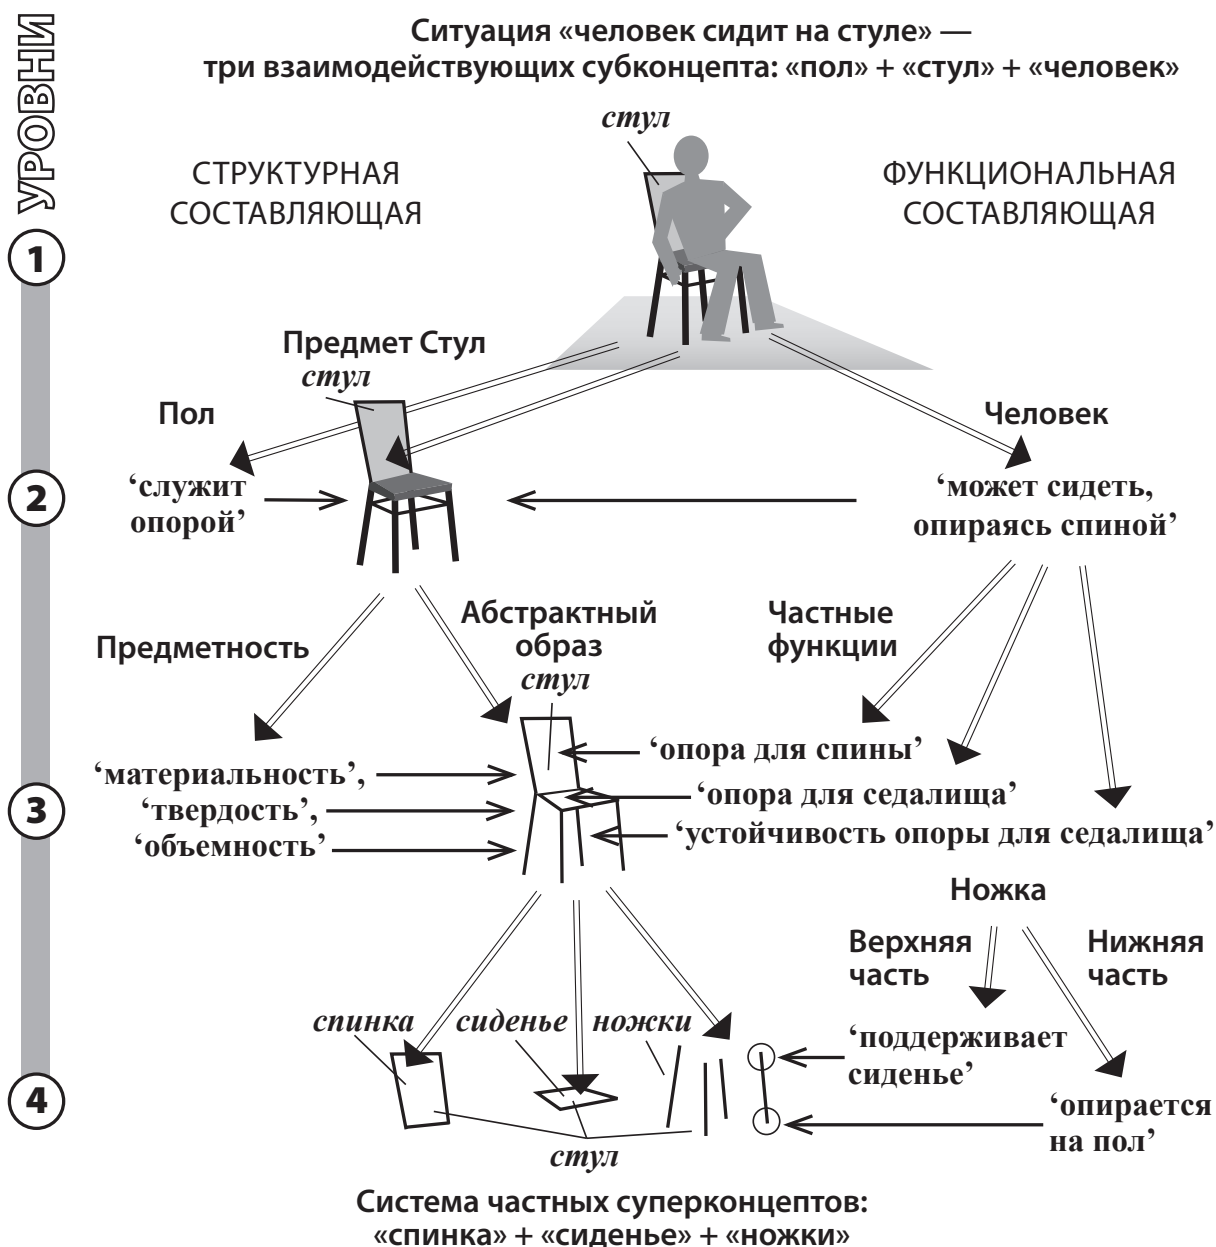 УРОВНИ
Ситуация «человек сидит на стуле» —
три взаимодействующих субконцепта: «пол» + «стул» + «человек»
стул
СТРУКТУРНАЯ
СОСТАВЛЯЮЩАЯ
ФУНКЦИОНАЛЬНАЯ
СОСТАВЛЯЮЩАЯ
1
Предмет Стул
стул
Пол
Человек
2
‘служит
опорой’
‘может сидеть,
опираясь спиной’
Предметность
Абстрактный
образ
стул
Частные
функции
3
‘материальность’,
‘твердость’,
‘объемность’
‘опора для спины’
‘опора для седалища’
‘устойчивость опоры для седалища’
Ножка
Верхняя
часть
Нижняя
часть
4
спинка
сиденье
ножки
‘поддерживает
сиденье’
‘опирается
на пол’
стул
Система частных суперконцептов:
«спинка» + «сиденье» + «ножки»